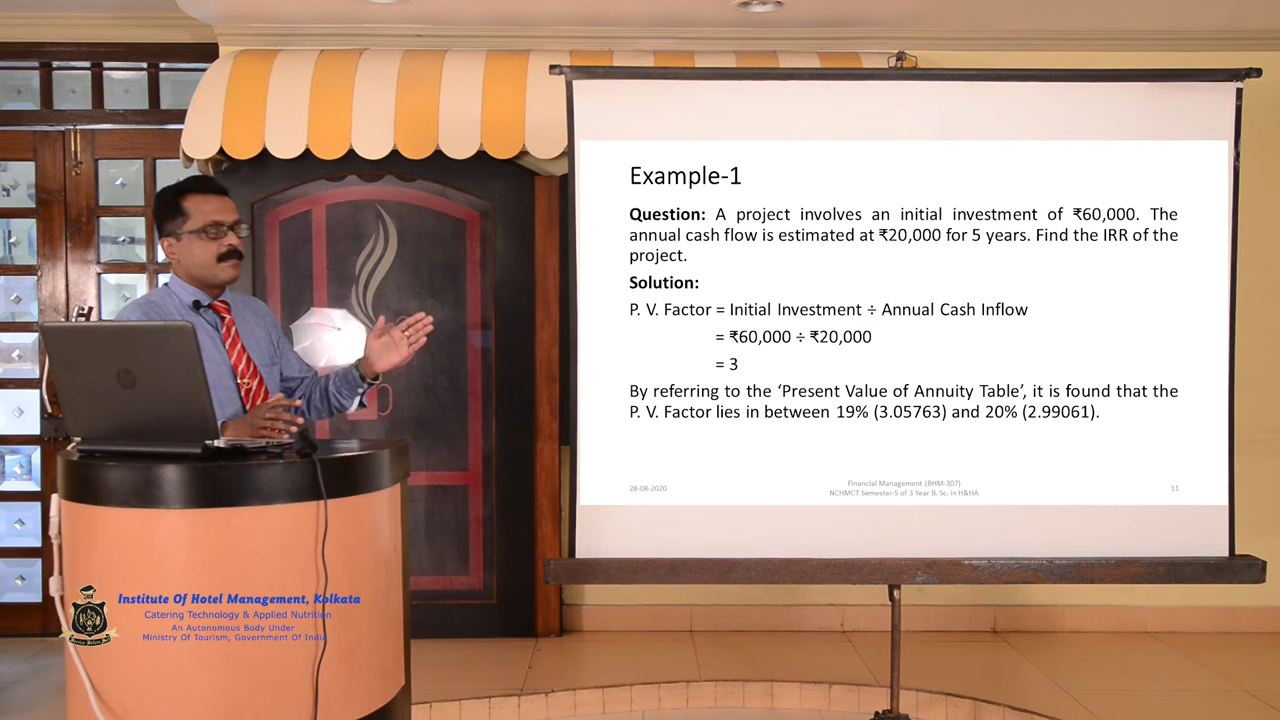 Example-1
Question: A project involves an initial investment of ₹60,000. The
annual cash flow is estimated at ₹20,000 for 5 years. Find the IRR of the
project.
Solution:
P. V. Factor = Initial Investment ÷ Annual Cash Inflow
= ₹60,000 ÷ ₹20,000
= 3
By referring to the ‘Present Value of Annuity Table’, it is found that the
P. V. Factor lies in between 19% (3.05763) and 20% (2.99061).
28-08-2020
Financial Management (BHM-307)
NCHMCT Semester-5 of 3 Year B. Sc. in H&HA
11
Institute Of Hotel Management, Kolkata
Catering Technology & Applied Nutrition
An Autonomous Body Under
Ministry Of Tourism, Government Of India